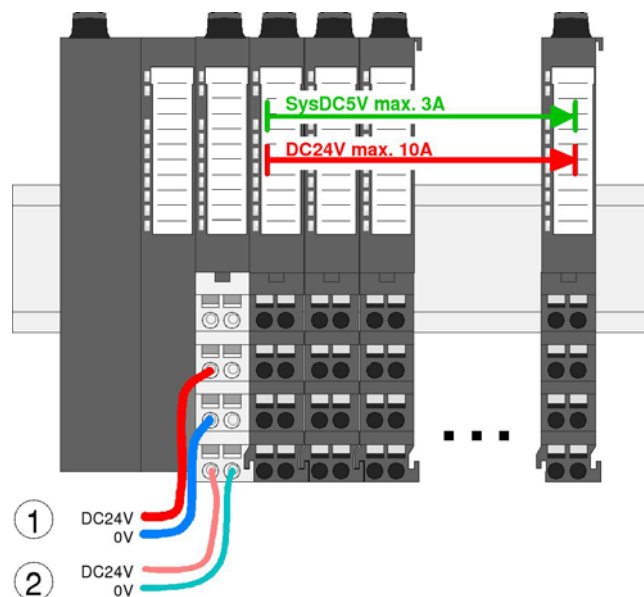 SysDC5V max. 3A
DC24V max. 10A
1 DC24V
0V
DC24V
2 0V